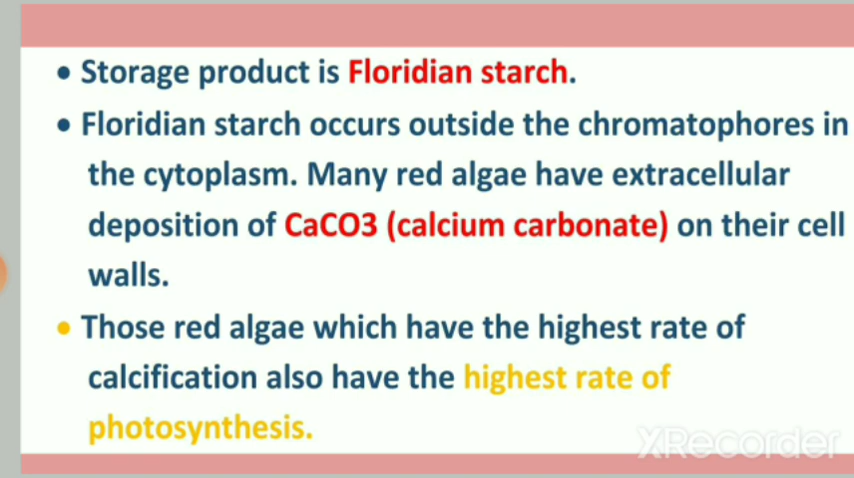 • Storage product is Floridian starch.
• Floridian starch occurs outside the chromatophores in
the cytoplasm. Many red algae have extracellular
deposition of CaCO3 (calcium carbonate) on their cell
walls.
• Those red algae which have the highest rate of
calcification also have the highest rate of
photosynthesis.
XRecorder